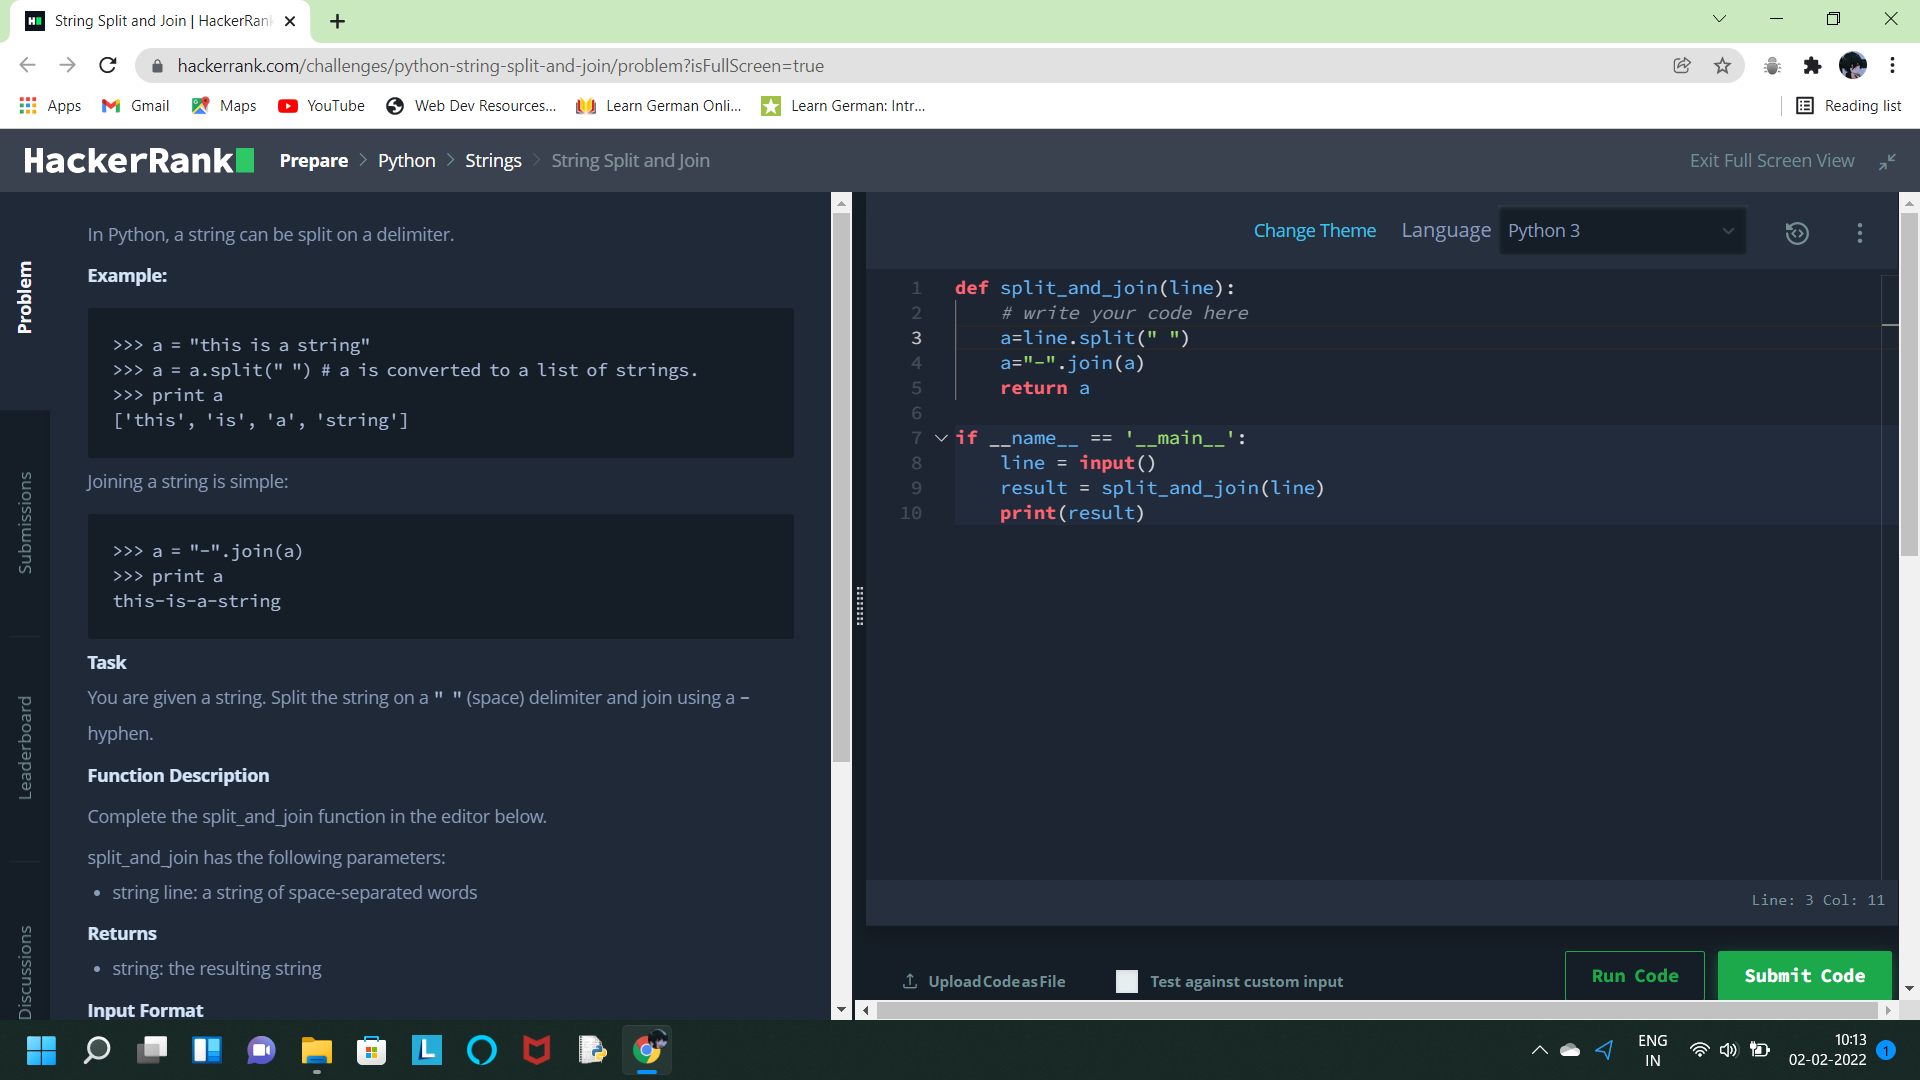 String Split and Join | HackerRank
hackerrank.com/challenges/python-string-split-and-join/problem?isFullScreen=true
Apps
Gmail
Maps
YouTube
Web Dev Resources...
Learn German Onli...
Learn German: Intr...
Reading list
HackerRank
Prepare > Python > Strings > String Split and Join
Exit Full Screen View
Problem
Submissions
Leaderboard
Discussions
In Python, a string can be split on a delimiter.
Example:
>>> a = "this is a string"
>>> a = a.split(" ") # a is converted to a list of strings.
>>> print a
['this', 'is', 'a', 'string']
Joining a string is simple:
>>> a = "-".join(a)
>>> print a
this-is-a-string
Task
You are given a string. Split the string on a " " (space) delimiter and join using a -
hyphen.
Function Description
Complete the split_and_join function in the editor below.
split_and_join has the following parameters:
• string line: a string of space-separated words
Returns
• string: the resulting string
Input Format
Change Theme
Language
Python 3
1 def split_and_join(line):
2 # write your code here
3 a=line.split(" ")
4 a="-".join(a)
5 return a
6
7 if __name__ == '__main__':
8 line = input()
9 result = split_and_join(line)
10 print(result)
Line: 3 Col: 11
Upload Code as File
Test against custom input
Run Code
Submit Code
ENG
IN
10:13
02-02-2022
1